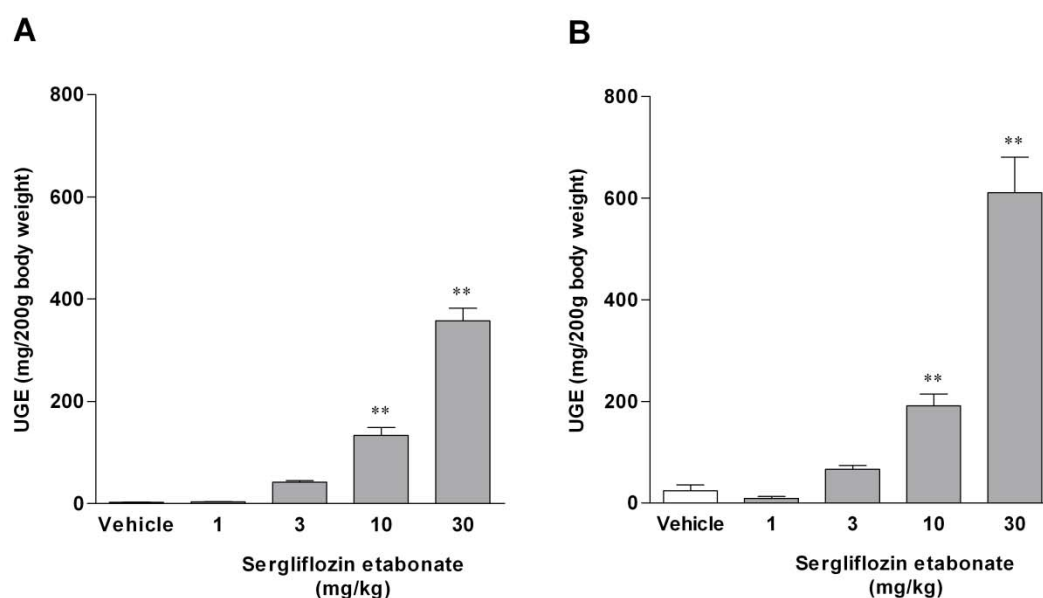 A
UGE (mg/200g body weight)
800
600
400
200
0
**
**
Vehicle 1 3 10 30
Sergliflozin etabonate
(mg/kg)
B
UGE (mg/200g body weight)
800
600
400
200
0
**
**
Vehicle 1 3 10 30
Sergliflozin etabonate
(mg/kg)